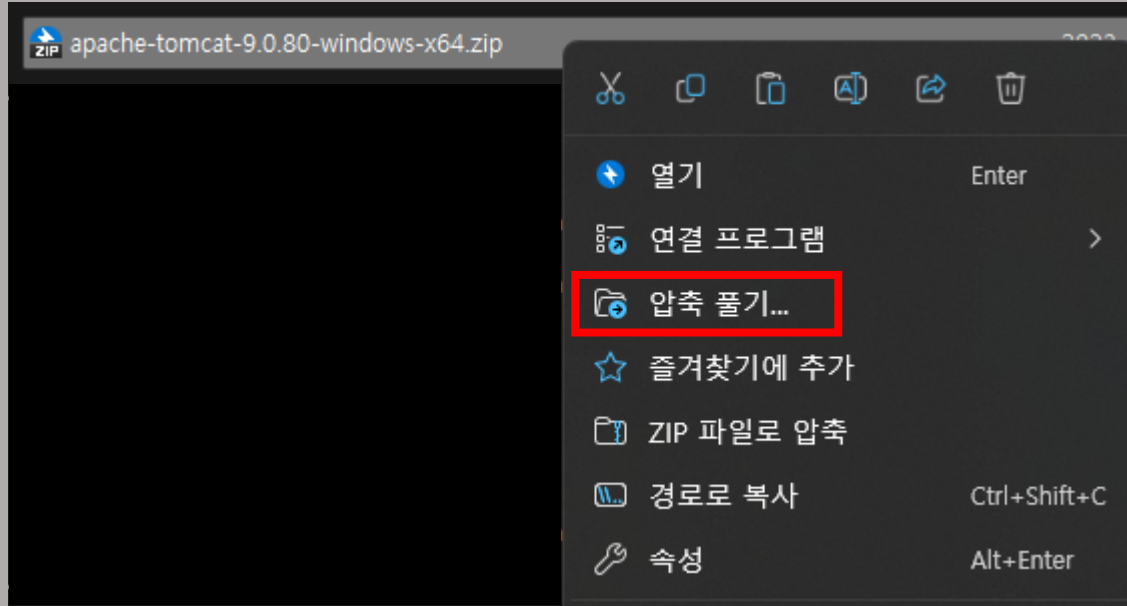 ZIP apache-tomcat-9.0.80-windows-x64.zip
열기 Enter
연결 프로그램
압축 풀기...
즐겨찾기에 추가
ZIP 파일로 압축
경로로 복사 Ctrl+Shift+C
속성 Alt+Enter